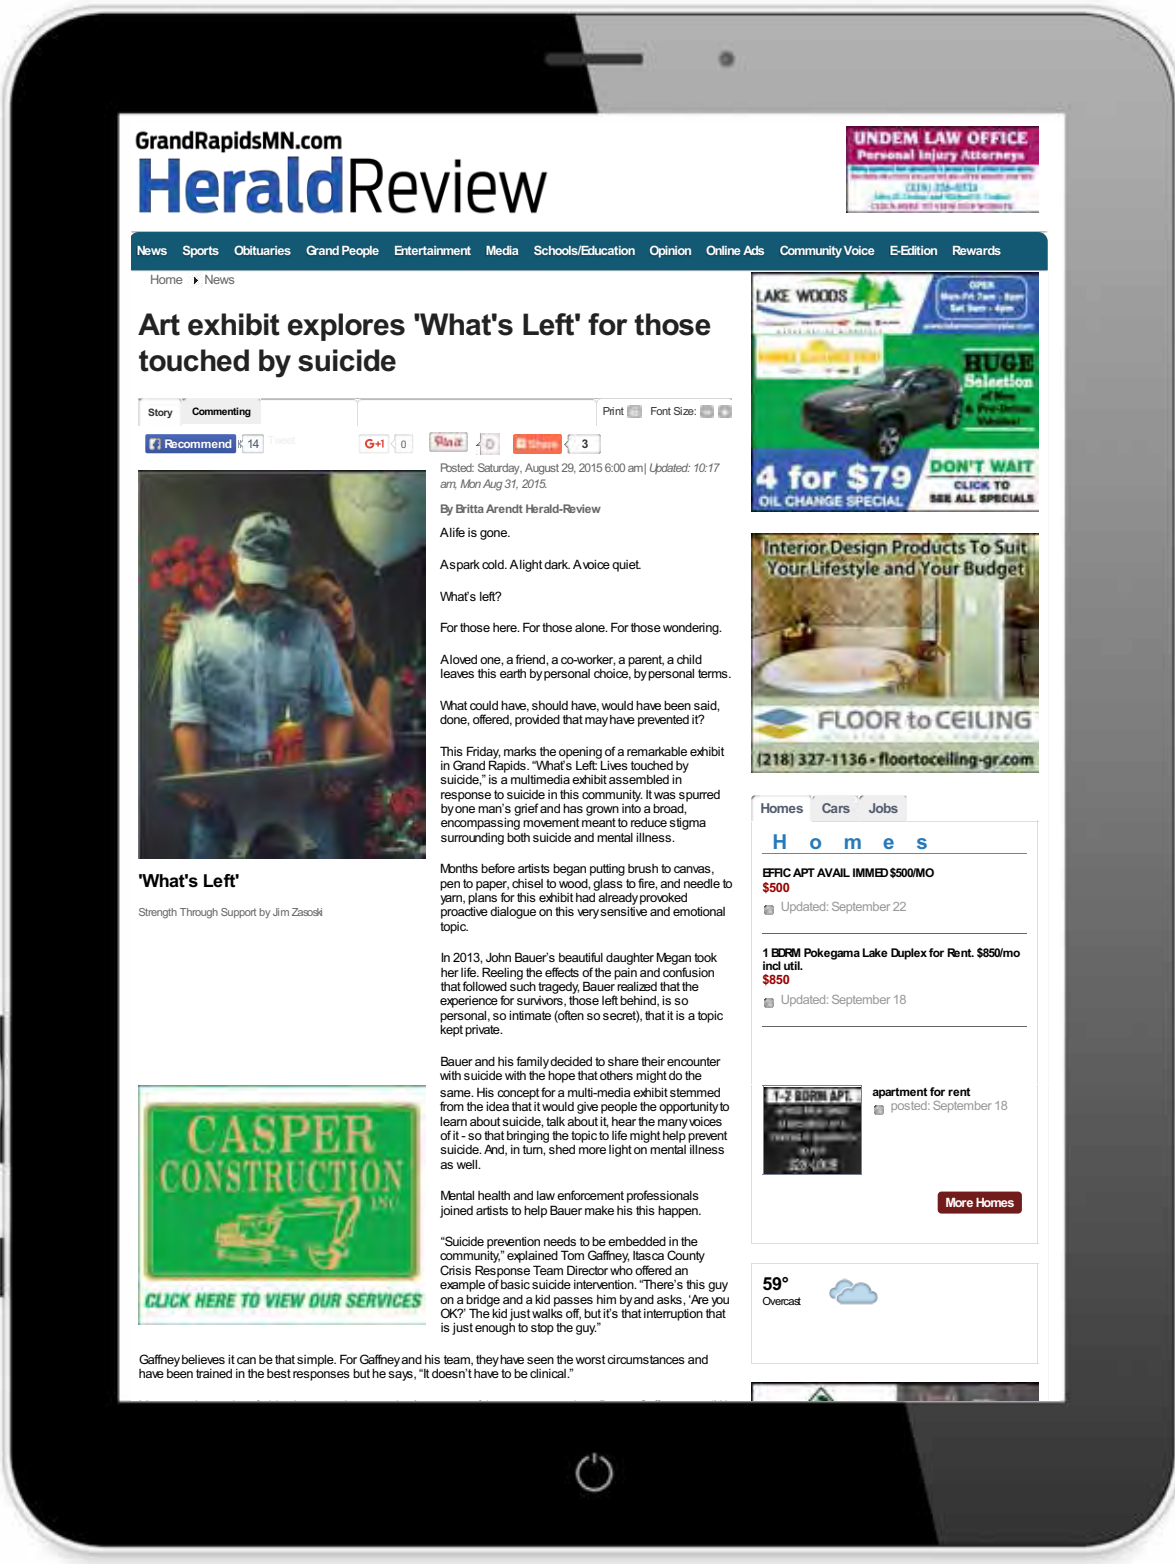 GrandRapidsMN.com
HeraldReview
UNDEM LAW OFFICE
Personal Injury Attorneys
News Sports Obituaries Grand People Entertainment Media Schools/Education Opinion Online Ads Community Voice E-Edition Rewards
Home News
Art exhibit explores 'What's Left' for those
touched by suicide
Story Commenting
Print Font Size:
Recommend 14 Tweet
G+1 0
Pin it 0
Share 3
Posted: Saturday, August 29, 2015 6:00 am | Updated: 10:17
am, Mon Aug 31, 2015.
By Britta Arendt Herald-Review
A life is gone.
A spark cold. A light dark. A voice quiet.
What's left?
For those here. For those alone. For those wondering.
A loved one, a friend, a co-worker, a parent, a child
leaves this earth by personal choice, by personal terms.
What could have, should have, would have been said,
done, offered, provided that may have prevented it?
This Friday, marks the opening of a remarkable exhibit
in Grand Rapids. “What's Left: Lives touched by
suicide,” is a multimedia exhibit assembled in
response to suicide in this community. It was spurred
by one man's grief and has grown into a broad,
encompassing movement meant to reduce stigma
surrounding both suicide and mental illness.
Months before artists began putting brush to canvas,
pen to paper, chisel to wood, glass to fire, and needle to
yarn, plans for this exhibit had already provoked
proactive dialogue on this very sensitive and emotional
topic.
In 2013, John Bauer's beautiful daughter Megan took
her life. Reeling the effects of the pain and confusion
that followed such tragedy, Bauer realized that the
experience for survivors, those left behind, is so
personal, so intimate (often so secret), that it is a topic
kept private.
Bauer and his family decided to share their encounter
with suicide with the hope that others might do the
same. His concept for a multi-media exhibit stemmed
from the idea that it would give people the opportunity to
learn about suicide, talk about it, hear the many voices
of it - so that bringing the topic to life might help prevent
suicide. And, in turn, shed more light on mental illness
as well.
Mental health and law enforcement professionals
joined artists to help Bauer make his this happen.
“Suicide prevention needs to be embedded in the
community,” explained Tom Gaffney, Itasca County
Crisis Response Team Director who offered an
example of basic suicide intervention. “There's this guy
on a bridge and a kid passes him by and asks, ‘Are you
OK?’ The kid just walks off, but it's that interruption that
is just enough to stop the guy.”
Gaffney believes it can be that simple. For Gaffney and his team, they have seen the worst circumstances and
have been trained in the best responses but he says, “It doesn't have to be clinical.”
'What's Left'
Strength Through Support by Jim Zasoski
CASPER
CONSTRUCTION
INC.
CLICK HERE TO VIEW OUR SERVICES
LAKE WOODS
OPEN
Mon-Fri 7am - 8pm
Sat 8am - 4pm
HUGE
Selection
of New
& Pre-Driven
Vehicles!
4 for $79
OIL CHANGE SPECIAL
DON'T WAIT
CLICK TO
SEE ALL SPECIALS
Interior Design Products To Suit
Your Lifestyle and Your Budget
FLOOR to CEILING
(218) 327-1136 • floortoceiling-gr.com
Homes Cars Jobs
Homes
EFFIC APT AVAIL IMMED $500/MO
$500
Updated: September 22
1 BDRM Pokegama Lake Duplex for Rent. $850/mo
incl util.
$850
Updated: September 18
1-2 BDRM APT.
apartment for rent
posted: September 18
More Homes
59°
Overcast